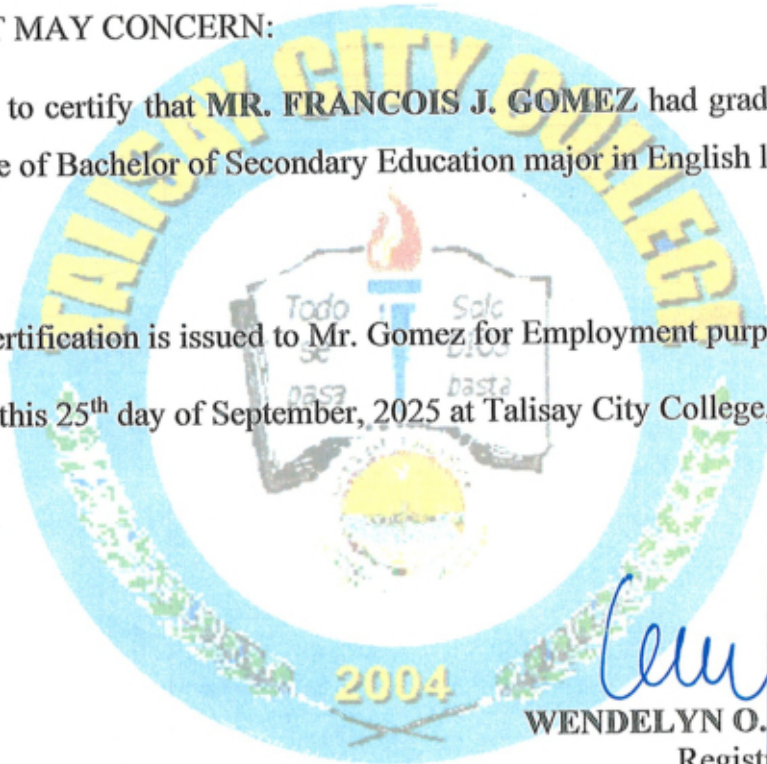 T MAY CONCERN:
TALISAY CITY COLLEGE
to certify that MR. FRANCOIS J. GOMEZ had grad
e of Bachelor of Secondary Education major in English l
Todo Solo
se DIOS
pasa basta
ertification is issued to Mr. Gomez for Employment purp
this 25th day of September, 2025 at Talisay City College,
2004
WENDELYN O.
Regist